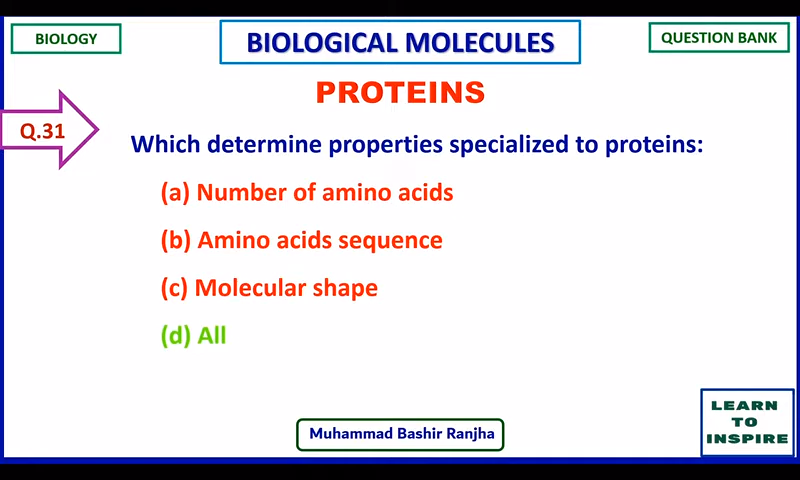 BIOLOGY
BIOLOGICAL MOLECULES
QUESTION BANK
PROTEINS
Q.31
Which determine properties specialized to proteins:
(a) Number of amino acids
(b) Amino acids sequence
(c) Molecular shape
(d) All
Muhammad Bashir Ranjha
LEARN
TO
INSPIRE